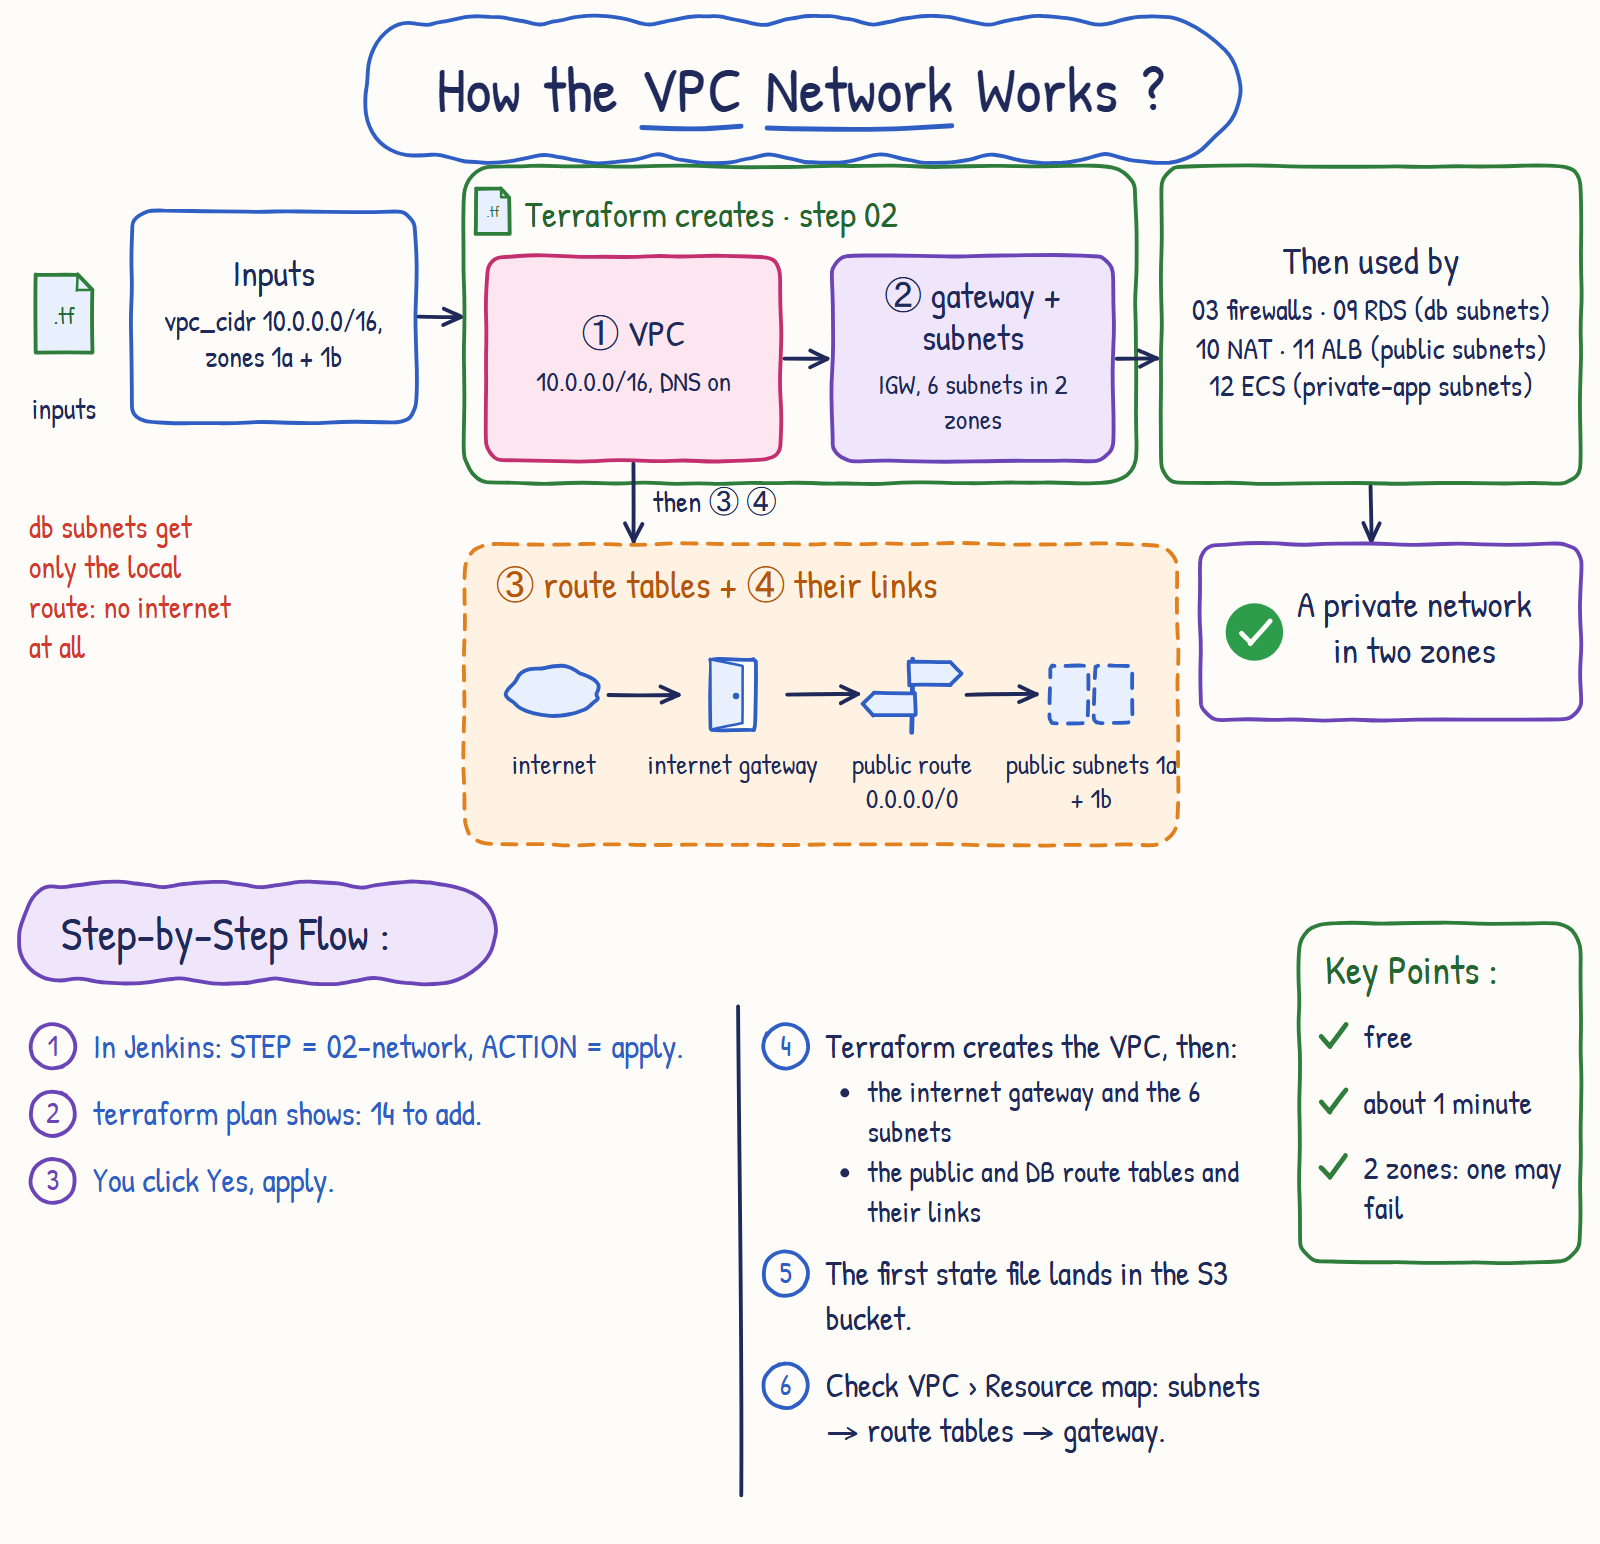 How the VPC Network Works ?
.tf
inputs
Inputs
vpc_cidr 10.0.0.0/16,
zones 1a + 1b
.tf
Terraform creates · step 02
① VPC
10.0.0.0/16, DNS on
② gateway +
subnets
IGW, 6 subnets in 2
zones
Then used by
03 firewalls · 09 RDS (db subnets)
10 NAT · 11 ALB (public subnets)
12 ECS (private-app subnets)
then ③ ④
db subnets get
only the local
route: no internet
at all
③ route tables + ④ their links
internet
internet gateway
public route
0.0.0.0/0
public subnets 1a
+ 1b
A private network
in two zones
Step-by-Step Flow :
1 In Jenkins: STEP = 02-network, ACTION = apply.
2 terraform plan shows: 14 to add.
3 You click Yes, apply.
4 Terraform creates the VPC, then:
• the internet gateway and the 6
subnets
• the public and DB route tables and
their links
5 The first state file lands in the S3
bucket.
6 Check VPC › Resource map: subnets
→ route tables → gateway.
Key Points :
free
about 1 minute
2 zones: one may
fail